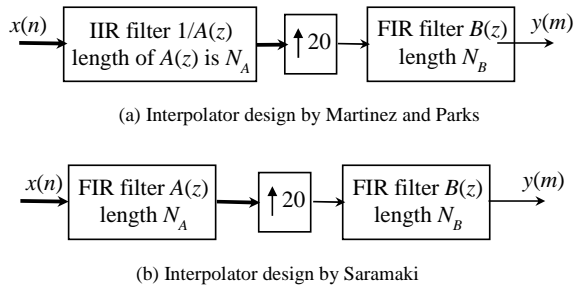 x(n)
IIR filter 1/A(z)
length of A(z) is N_A
↑ 20
FIR filter B(z)
length N_B
y(m)
(a) Interpolator design by Martinez and Parks
x(n)
FIR filter A(z)
length N_A
↑ 20
FIR filter B(z)
length N_B
y(m)
(b) Interpolator design by Saramaki